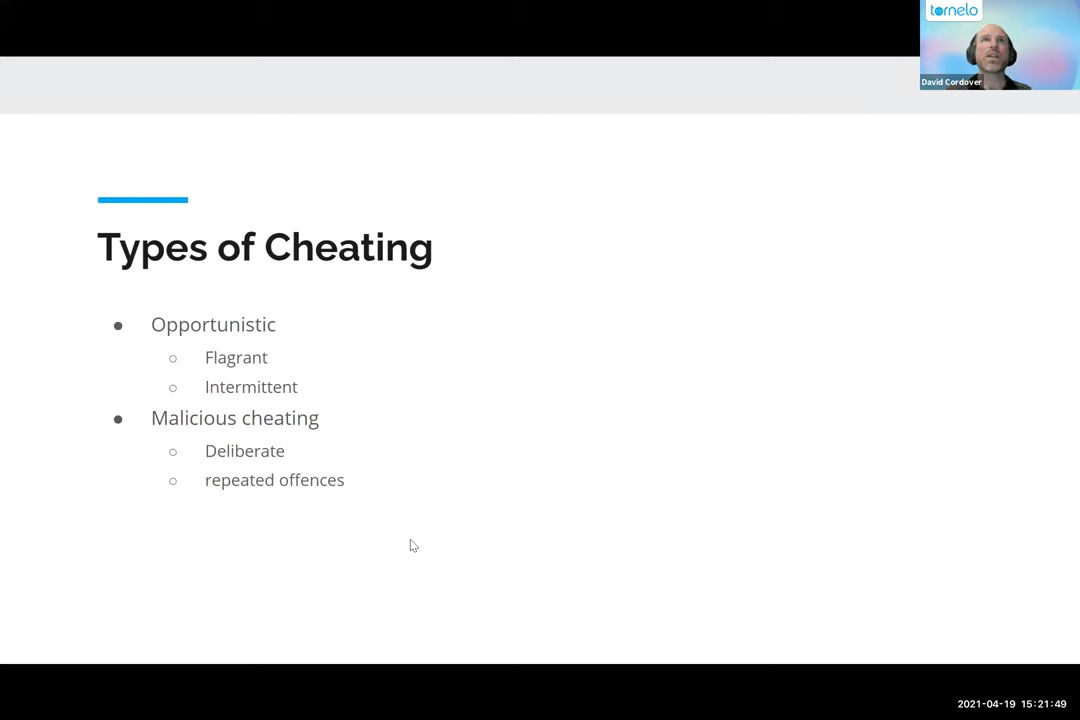 tornelo
David Cordover
Types of Cheating
● Opportunistic
○ Flagrant
○ Intermittent
● Malicious cheating
○ Deliberate
○ repeated offences
2021-04-19 15:21:49